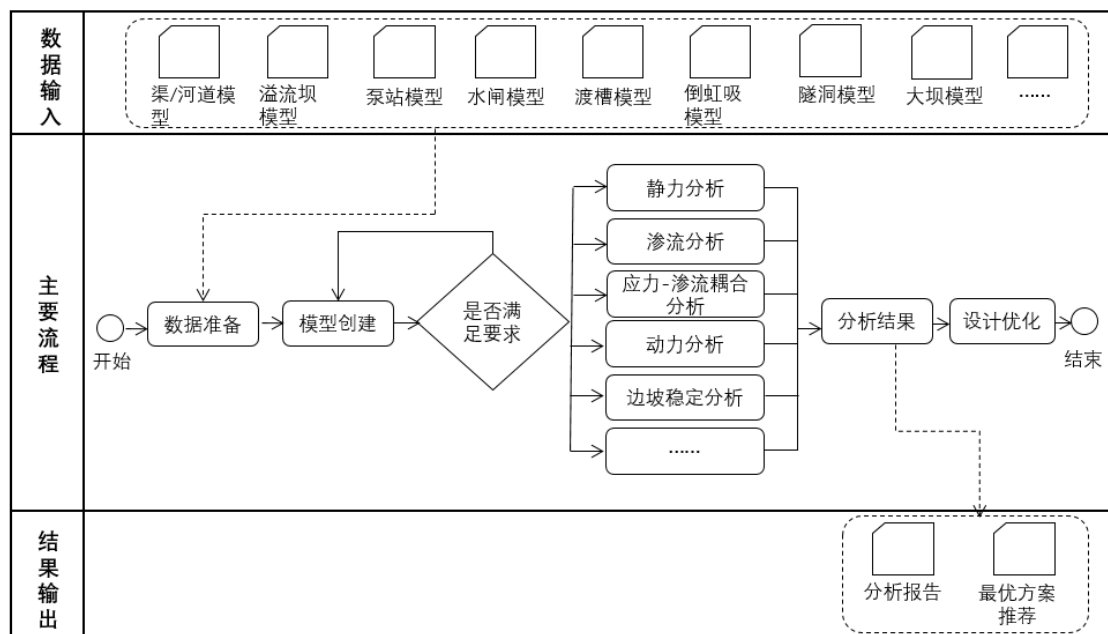 数据输入
渠/河道模
型
溢流坝
模型
泵站模型
水闸模型
渡槽模型
倒虹吸
模型
隧洞模型
大坝模型
……
主要流程
开始
数据准备
模型创建
是否满
足要求
静力分析
渗流分析
应力-渗流耦合
分析
动力分析
边坡稳定分析
……
分析结果
设计优化
结束
结果输出
分析报告
最优方案
推荐